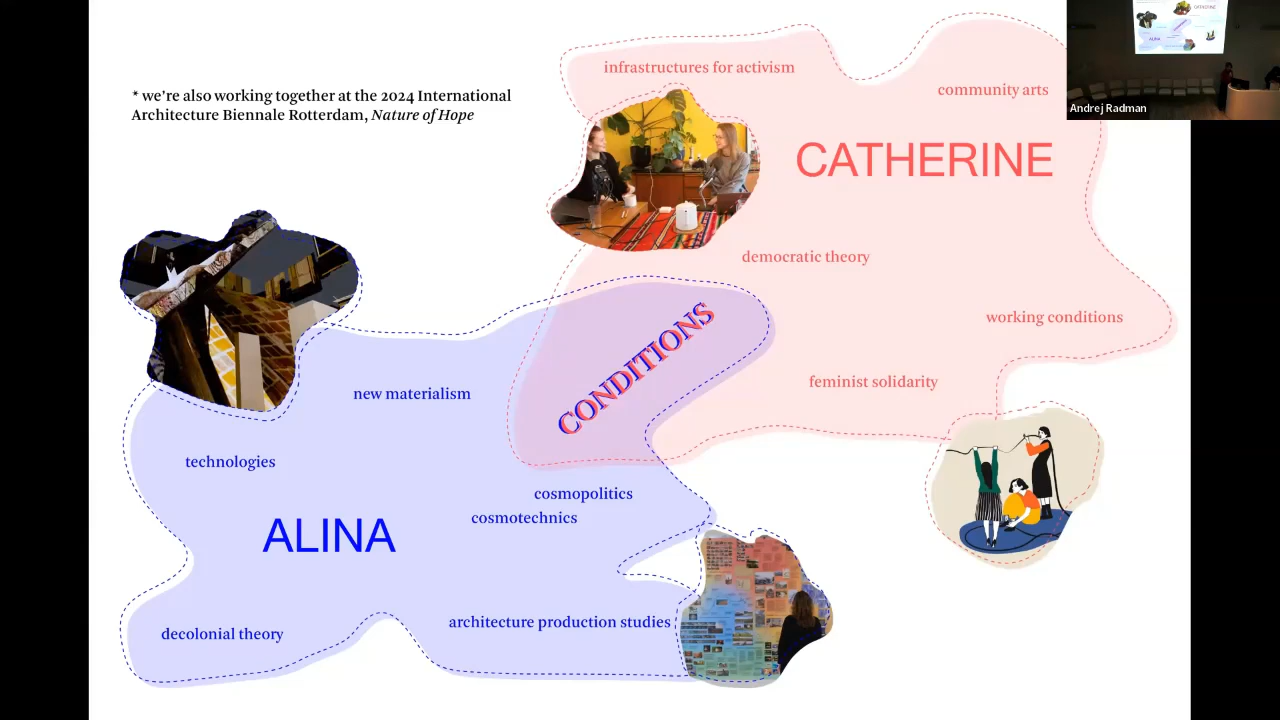 * we're also working together at the 2024 International
Architecture Biennale Rotterdam, Nature of Hope
infrastructures for activism
community arts
CATHERINE
democratic theory
working conditions
feminist solidarity
CONDITIONS
new materialism
technologies
cosmopolitics
cosmotechnics
ALINA
architecture production studies
decolonial theory
CATHERINE
ALINA
Andrej Radman